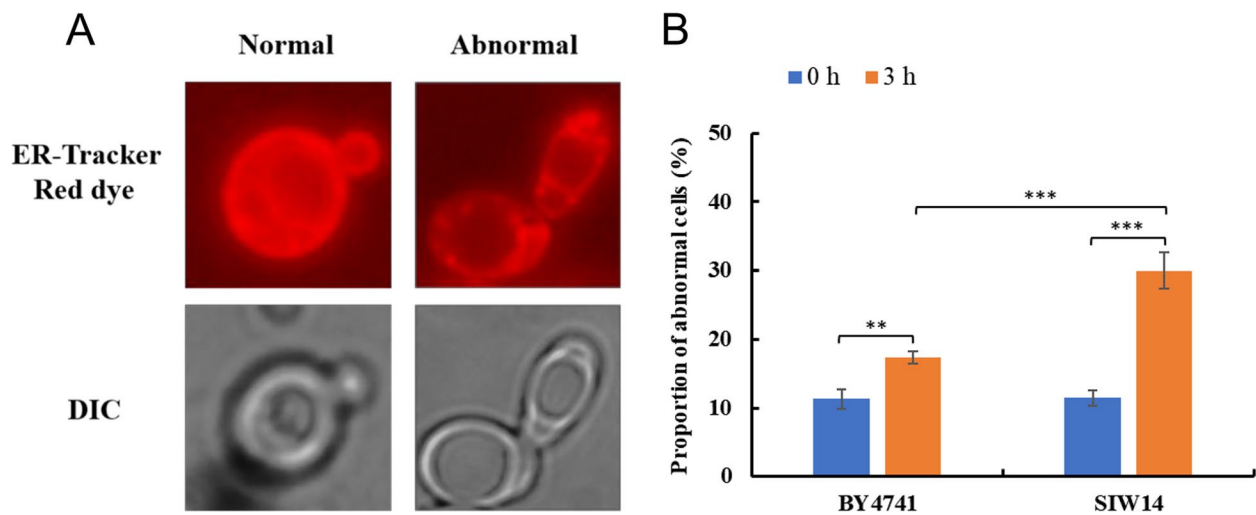 A
Normal
Abnormal
ER-Tracker
Red dye
DIC
B
0 h
3 h
Proportion of abnormal cells (%)
50
40
30
20
10
0
***
***
**
BY4741
SIW14